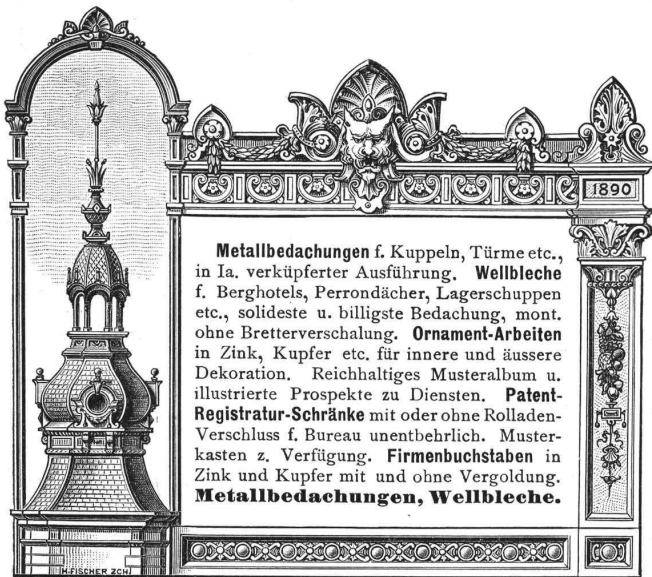 1890
Metallbedachungen f. Kuppeln, Türme etc.,
in Ia. verküpferter Ausführung. Wellbleche
f. Berghotels, Perrondächer, Lagerschuppen
etc., solideste u. billigste Bedachung, mont.
ohne Bretterverschalung. Ornament-Arbeiten
in Zink, Kupfer etc. für innere und äussere
Dekoration. Reichhaltiges Musteralbum u.
illustrierte Prospekte zu Diensten. Patent-
Registratur-Schränke mit oder ohne Rolladen-
Verschluss f. Bureau unentbehrlich. Muster-
kasten z. Verfügung. Firmenbuchstaben in
Zink und Kupfer mit und ohne Vergoldung.
Metallbedachungen, Wellbleche.
H.FISCHER ZCH.